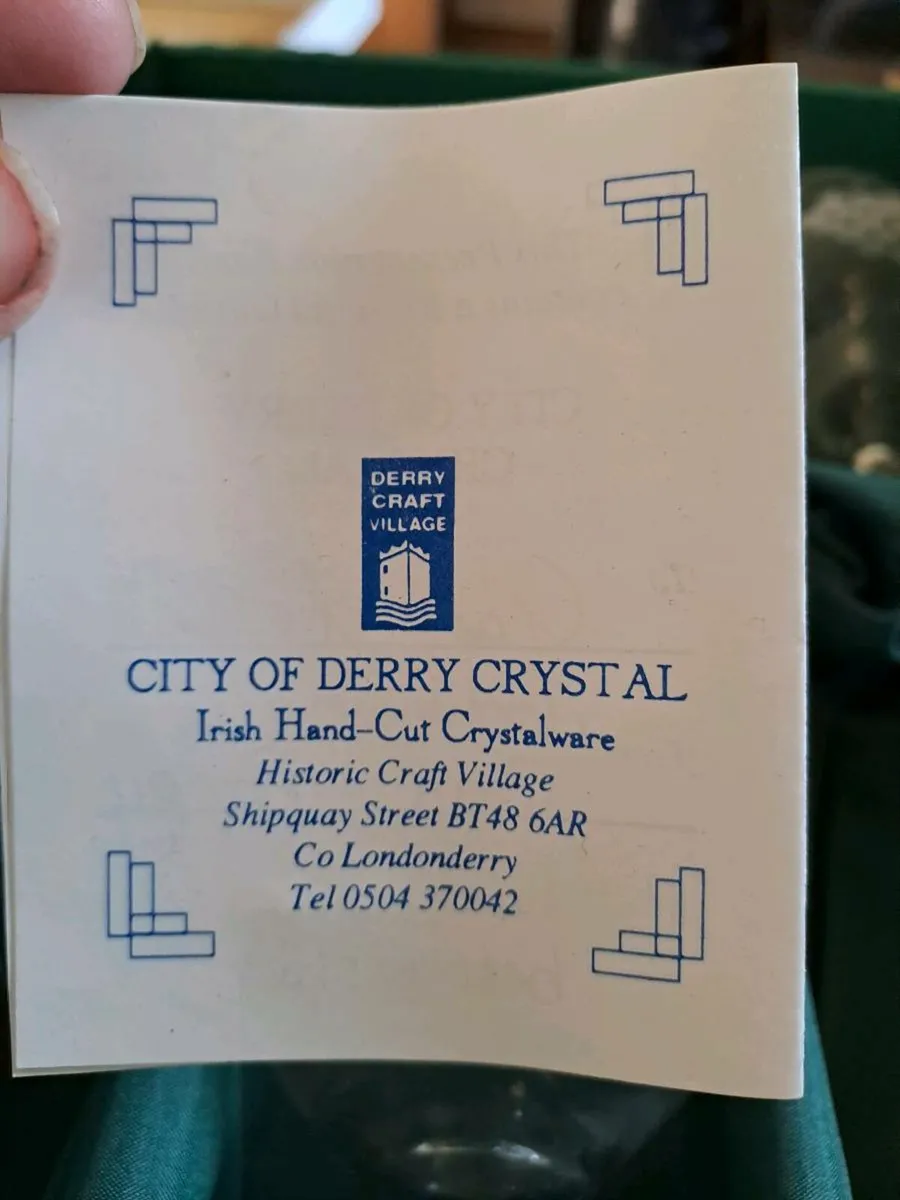 DERRY
CRAFT
VILLAGE
CITY OF DERRY CRYSTAL
Irish Hand-Cut Crystalware
Historic Craft Village
Shipquay Street BT48 6AR
Co Londonderry
Tel 0504 370042